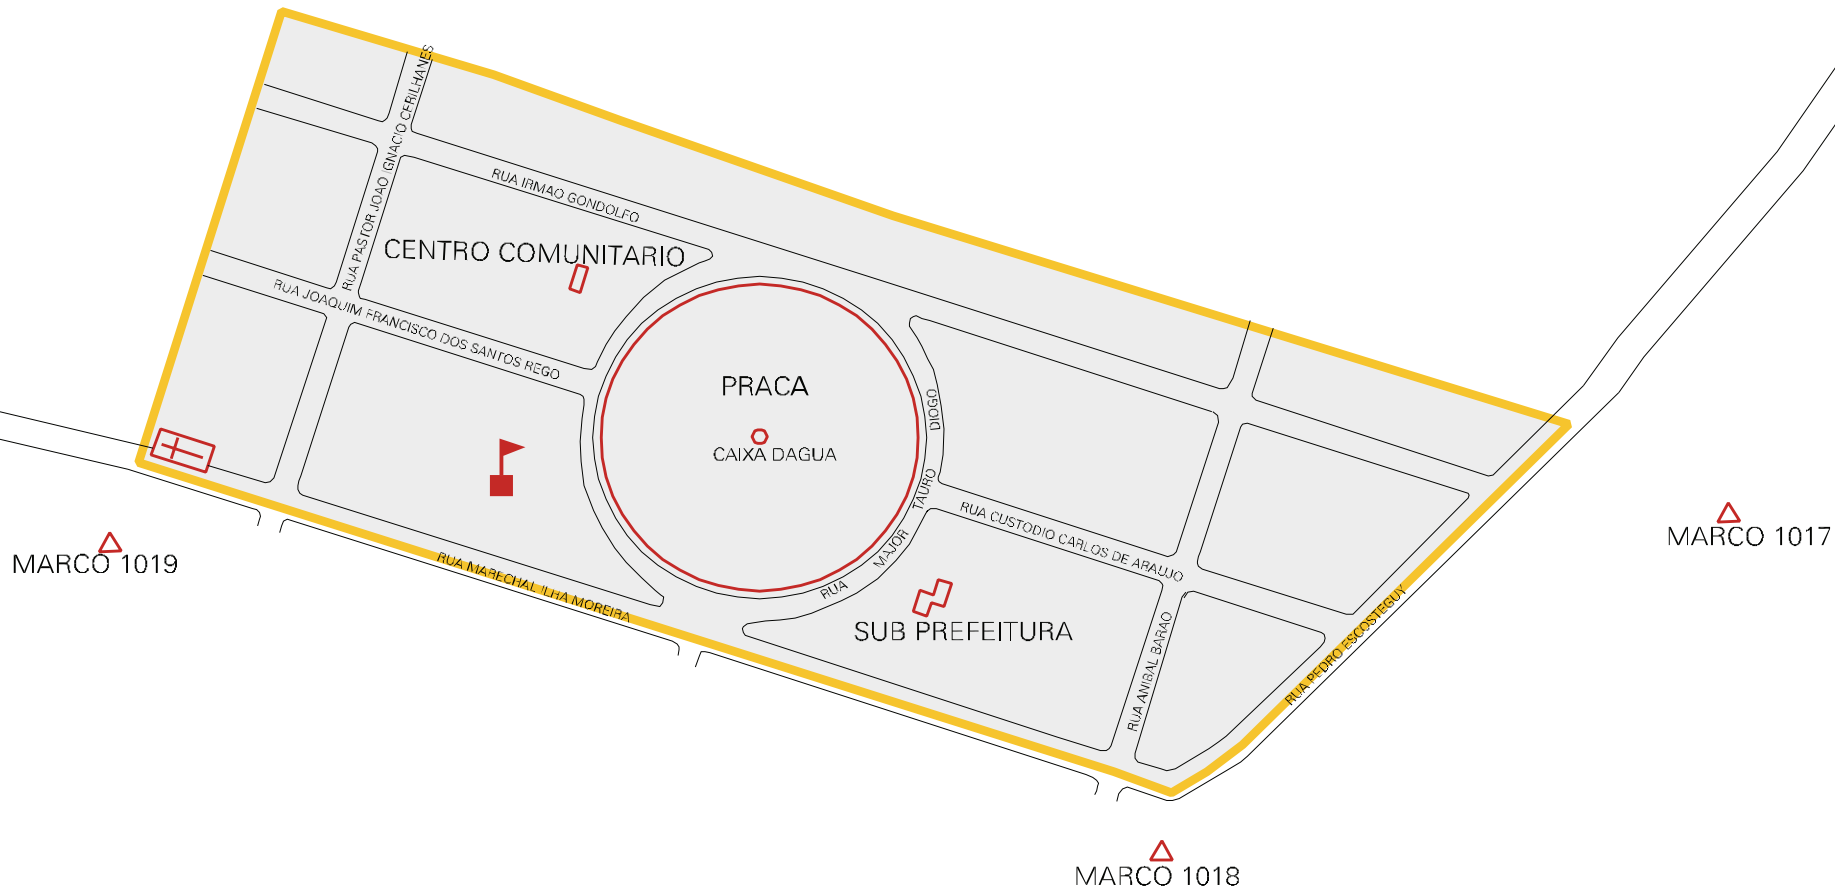 RUA PASTOR JOAO IGNACIO CERILHANES
RUA IRMAO GONDOLFO
CENTRO COMUNITARIO
RUA JOAQUIM FRANCISCO DOS SANTOS REGO
PRACA
CAIXA DAGUA
RUA MAJOR TAURO DIOGO
RUA CUSTODIO CARLOS DE ARAUJO
MARCO 1017
MARCO 1019
RUA MARECHAL ILHA MOREIRA
SUB PREFEITURA
RUA ANIBAL BARAO
RUA PEDRO ESCOSTEGUY
MARCO 1018